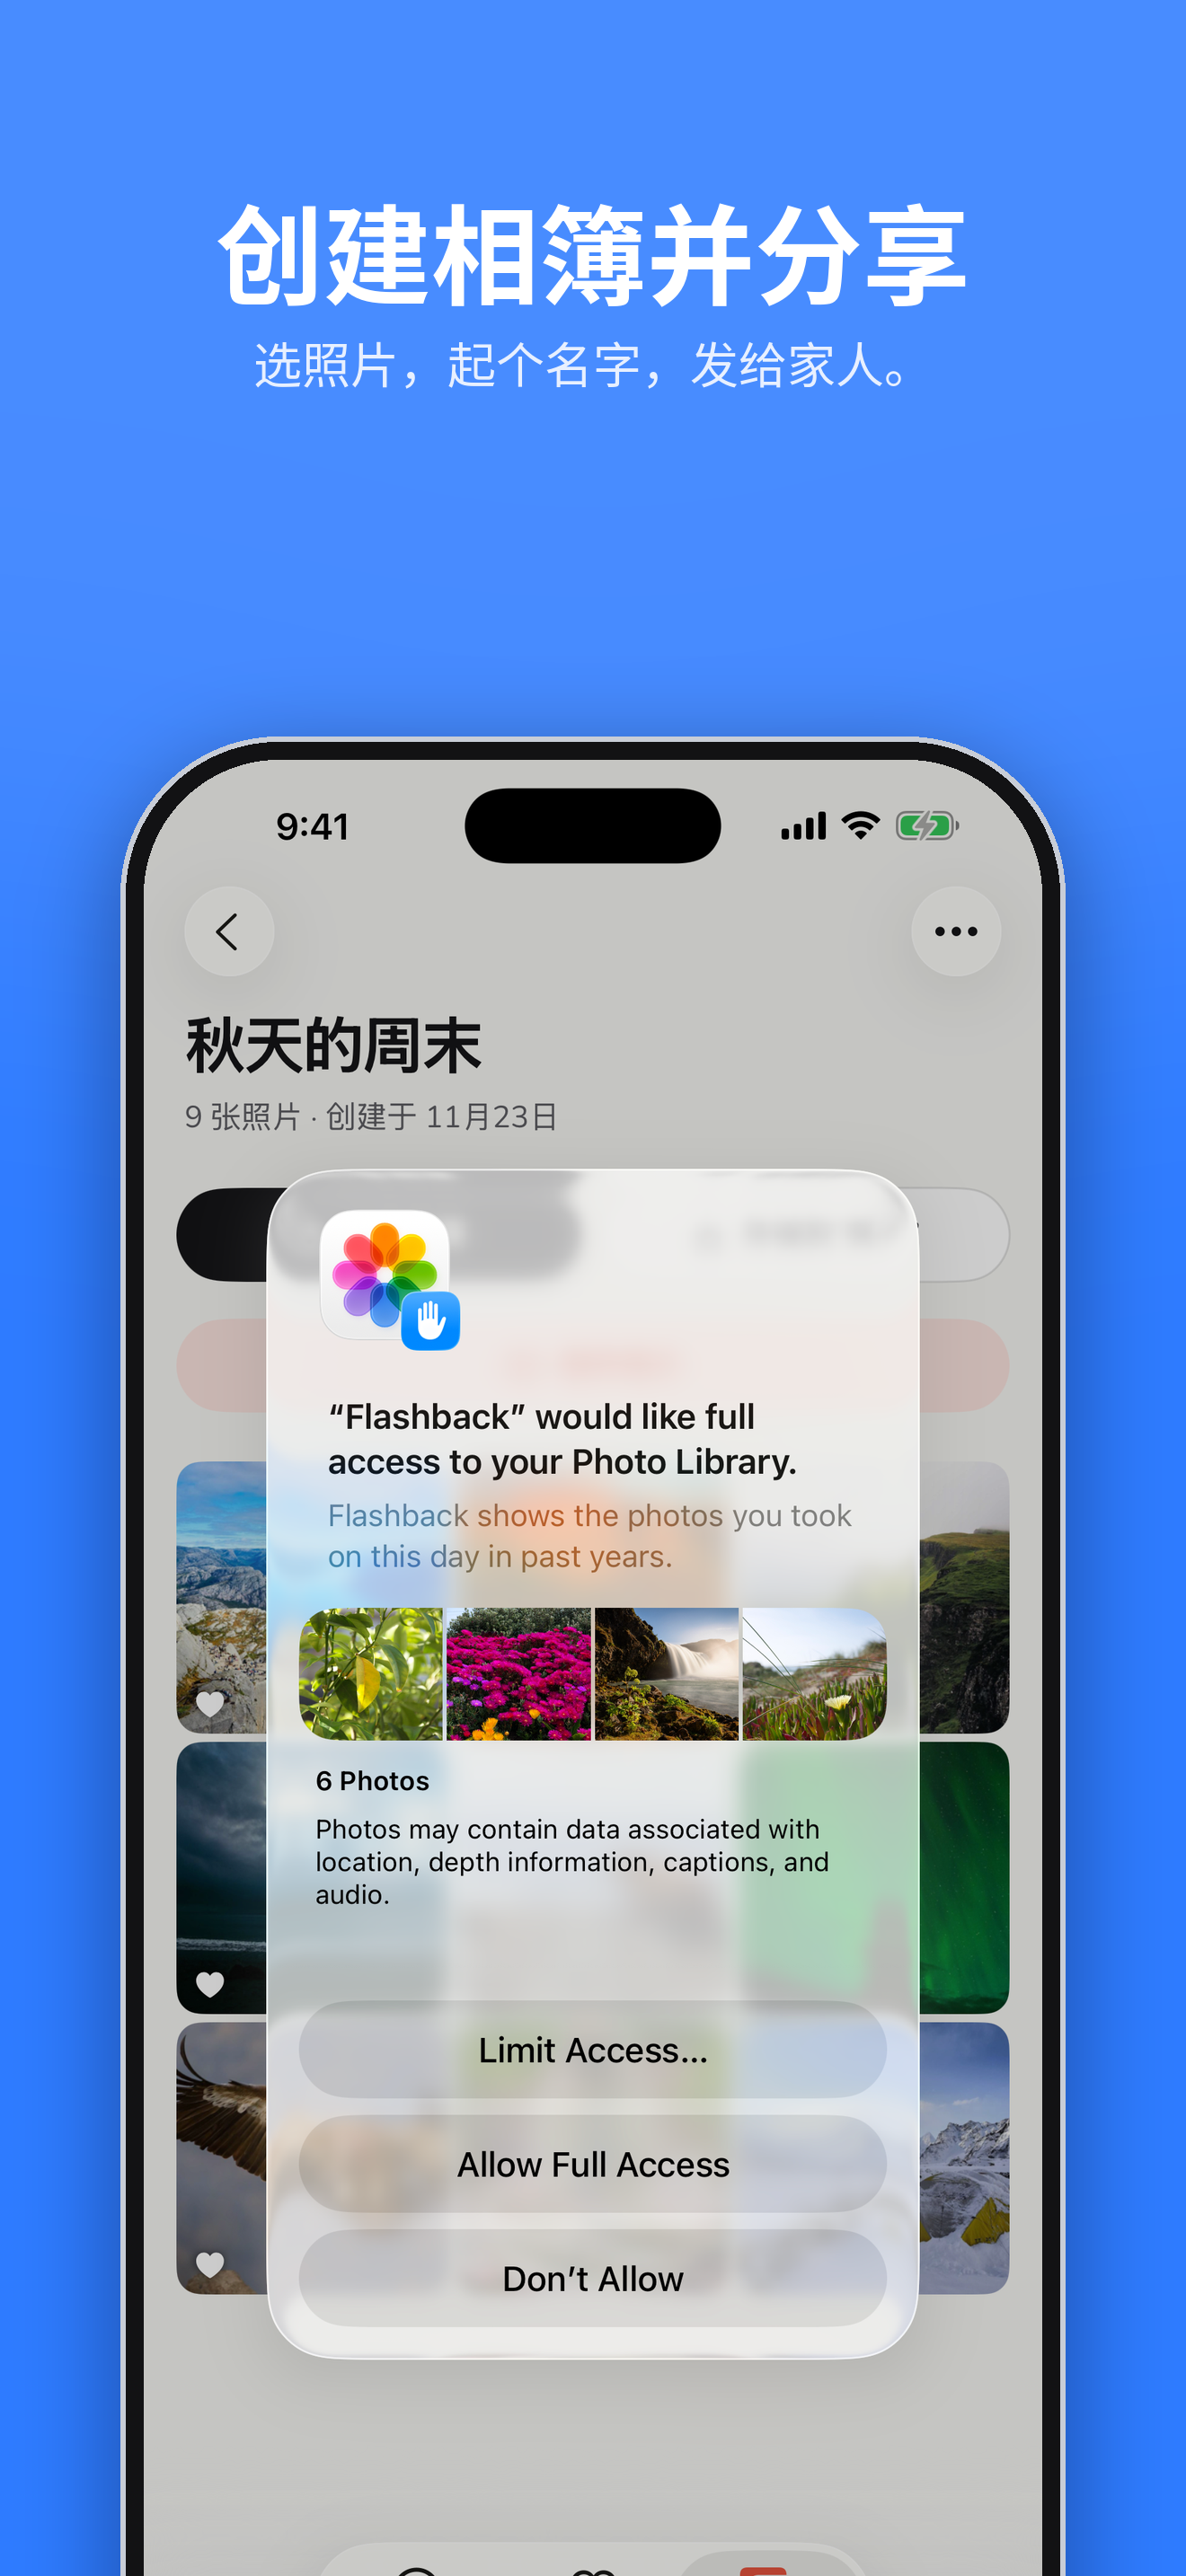 创建相簿并分享
选照片，起个名字，发给家人。
9:41
秋天的周末
9 张照片 · 创建于 11月23日
“Flashback” would like full
access to your Photo Library.
Flashback shows the photos you took
on this day in past years.
6 Photos
Photos may contain data associated with
location, depth information, captions, and
audio.
Limit Access...
Allow Full Access
Don’t Allow